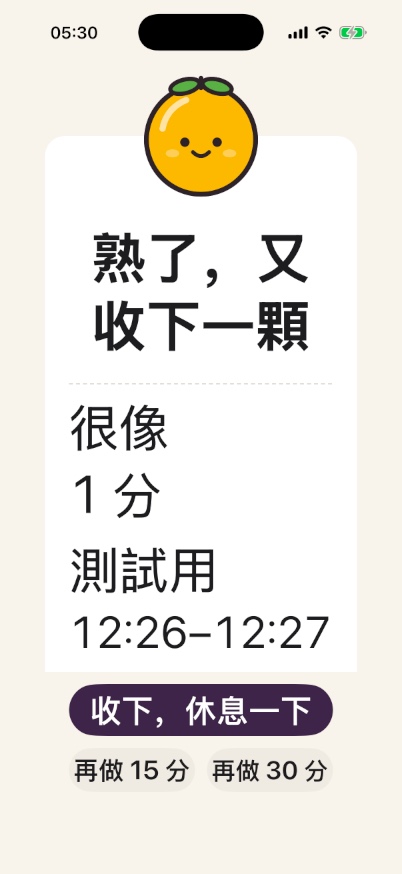 05:30
熟了，又
收下一顆
很像
1 分
測試用
12:26–12:27
收下，休息一下
再做 15 分
再做 30 分